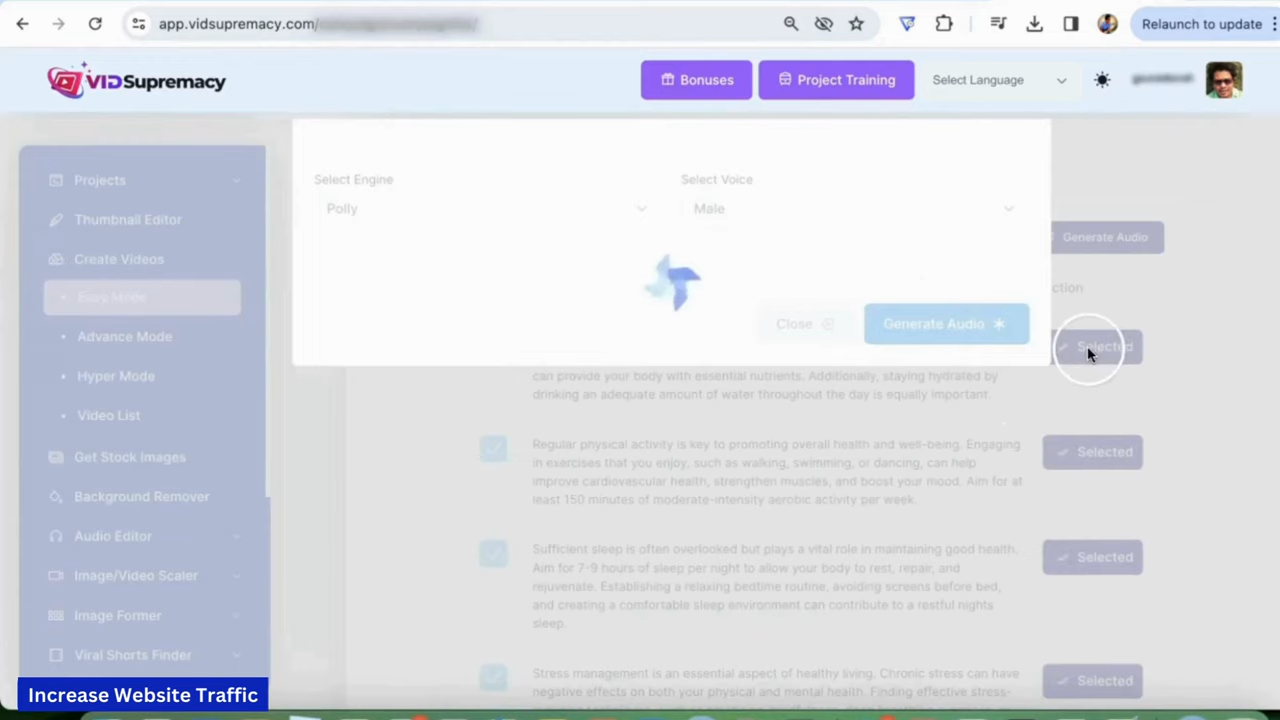 app.vidsupremacy.com/
Relaunch to update
VIDSupremacy
Bonuses
Project Training
Select Language
Projects
Thumbnail Editor
Create Videos
Easy Mode
Advance Mode
Hyper Mode
Video List
Get Stock Images
Background Remover
Audio Editor
Image/Video Scaler
Image Former
Viral Shorts Finder
Select Engine
Select Voice
Polly
Male
Generate Audio
ction
Close
Generate Audio
Selected
can provide your body with essential nutrients. Additionally, staying hydrated by
drinking an adequate amount of water throughout the day is equally important.
Regular physical activity is key to promoting overall health and well-being. Engaging
in exercises that you enjoy, such as walking, swimming, or dancing, can help
improve cardiovascular health, strengthen muscles, and boost your mood. Aim for at
least 150 minutes of moderate-intensity aerobic activity per week.
Selected
Sufficient sleep is often overlooked but plays a vital role in maintaining good health.
Aim for 7-9 hours of sleep per night to allow your body to rest, repair, and
rejuvenate. Establishing a relaxing bedtime routine, avoiding screens before bed,
and creating a comfortable sleep environment can contribute to a restful nights
sleep.
Selected
Stress management is an essential aspect of healthy living. Chronic stress can have
negative effects on both your physical and mental health. Finding effective stress-
Selected
Increase Website Traffic